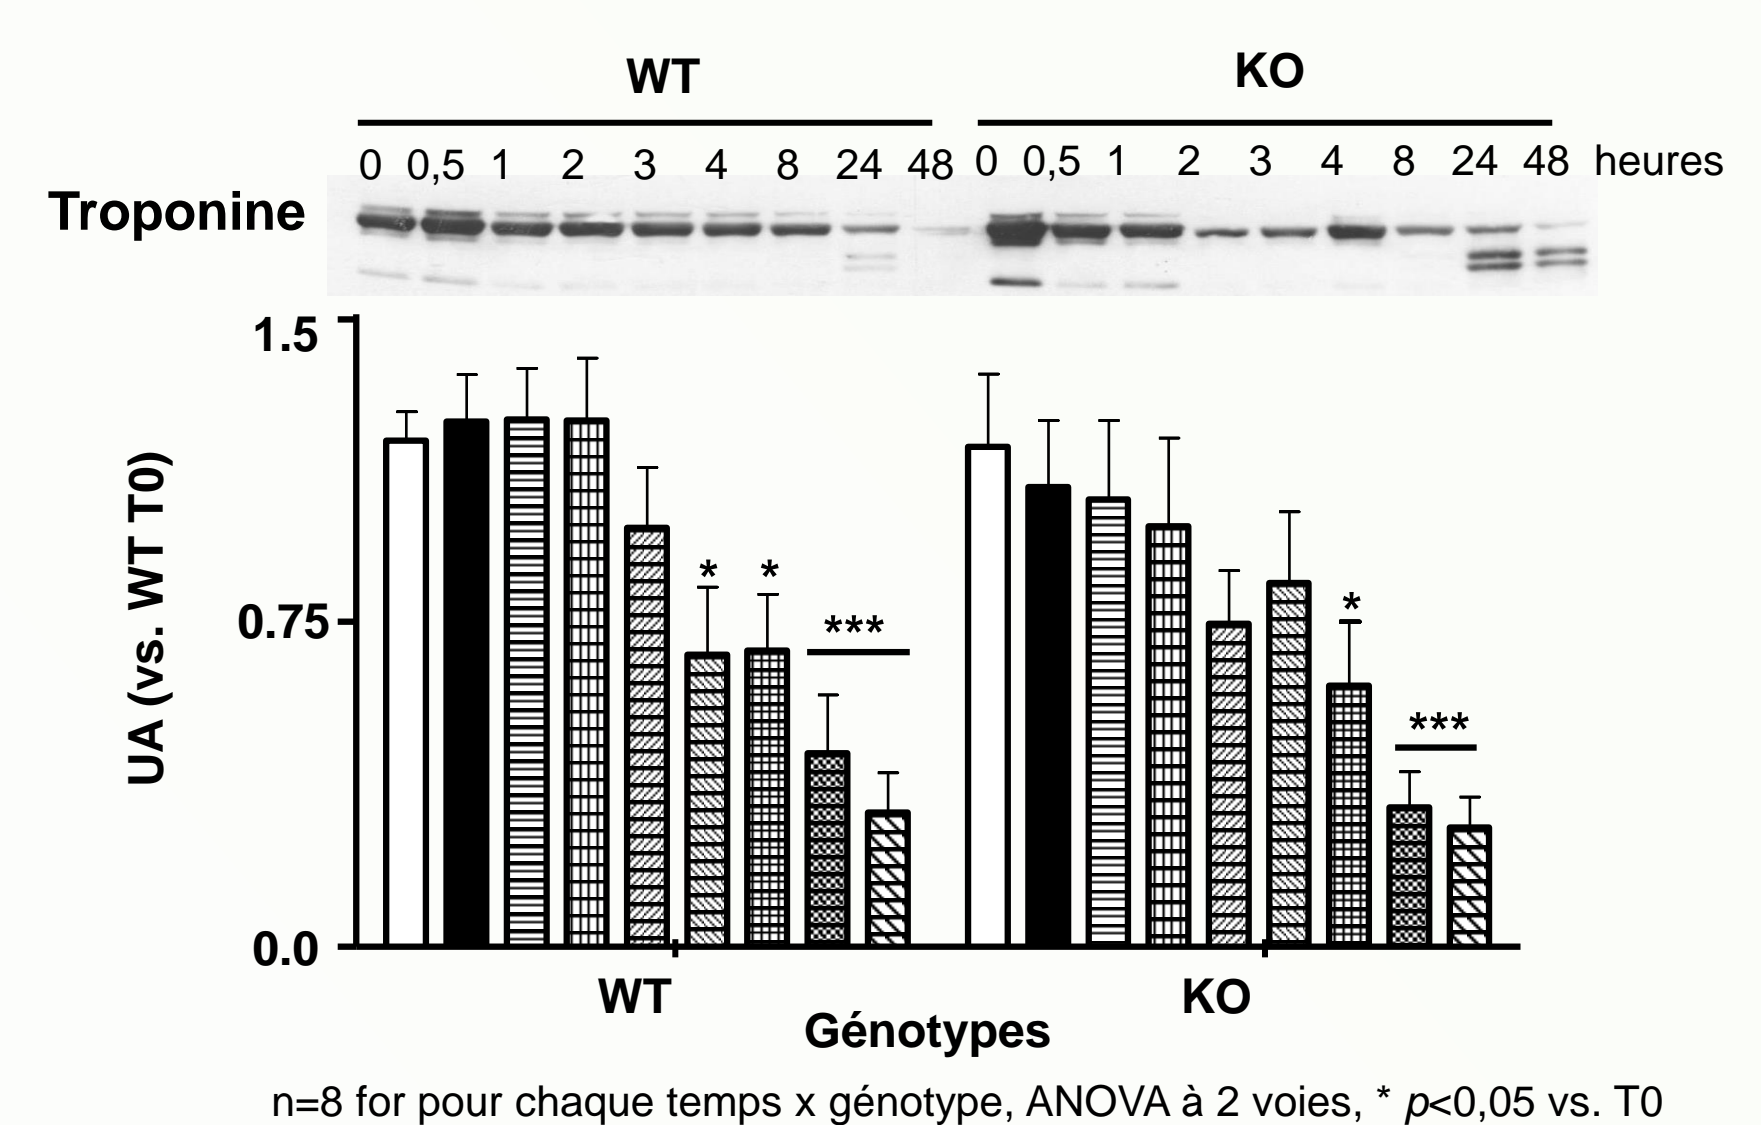 WT KO
0 0,5 1 2 3 4 8 24 48 0 0,5 1 2 3 4 8 24 48 heures
Troponine
1.5
* *
*
***
0.75
***
UA (vs. WT T0)
0.0
WT KO
Génotypes
n=8 for pour chaque temps x génotype, ANOVA à 2 voies, * p<0,05 vs. T0